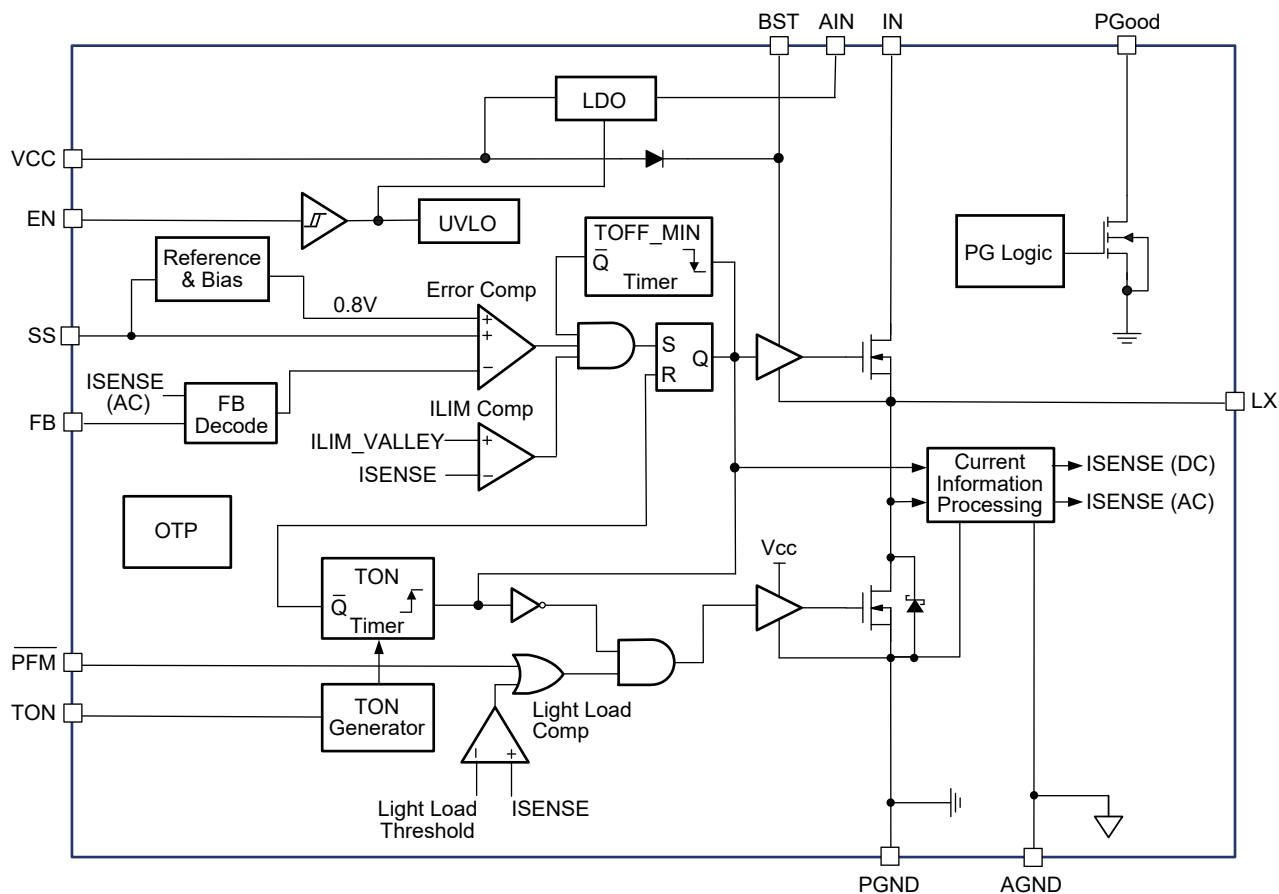 BST AIN IN PGood
LDO
VCC
EN
UVLO
TOFF_MIN
Q̅
Timer
PG Logic
Reference
& Bias
0.8V
Error Comp
+
+
−
SS
S
R
Q
LX
ISENSE
(AC)
FB
FB
Decode
ILIM Comp
ILIM_VALLEY
+
ISENSE
−
Current
Information
Processing
ISENSE (DC)
ISENSE (AC)
OTP
Vcc
TON
Q̅
Timer
P̅F̅M̅
TON
TON
Generator
Light Load
Comp
−
+
Light Load
Threshold
ISENSE
PGND
AGND